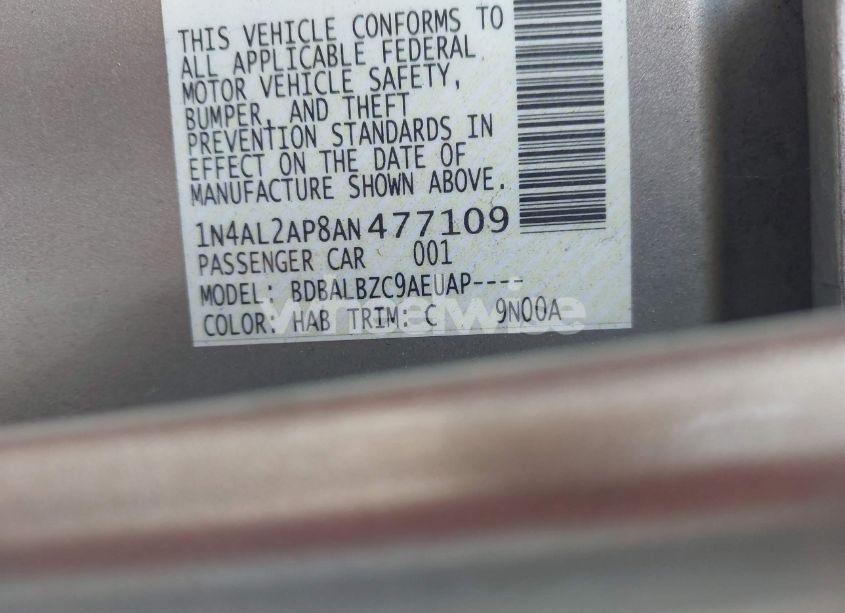 THIS VEHICLE CONFORMS TO
ALL APPLICABLE FEDERAL
MOTOR VEHICLE SAFETY,
BUMPER, AND THEFT
PREVENTION STANDARDS IN
EFFECT ON THE DATE OF
MANUFACTURE SHOWN ABOVE.
1N4AL2AP8AN477109
PASSENGER CAR 001
MODEL: BDBALBZC9AEUAP----
COLOR: HAB TRIM: C 9N00A
wheelwise